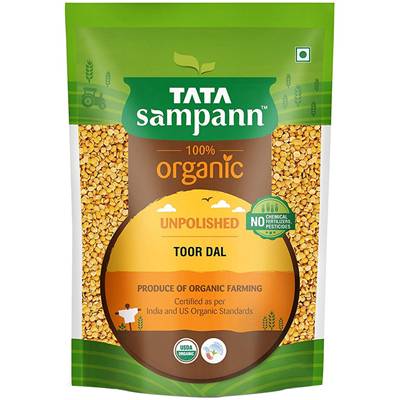 TATA
sampann™
100%
organic
UNPOLISHED
TOOR DAL
NO CHEMICAL
FERTILIZERS,
PESTICIDES
PRODUCE OF ORGANIC FARMING
Certified as per
India and US Organic Standards
USDA
ORGANIC